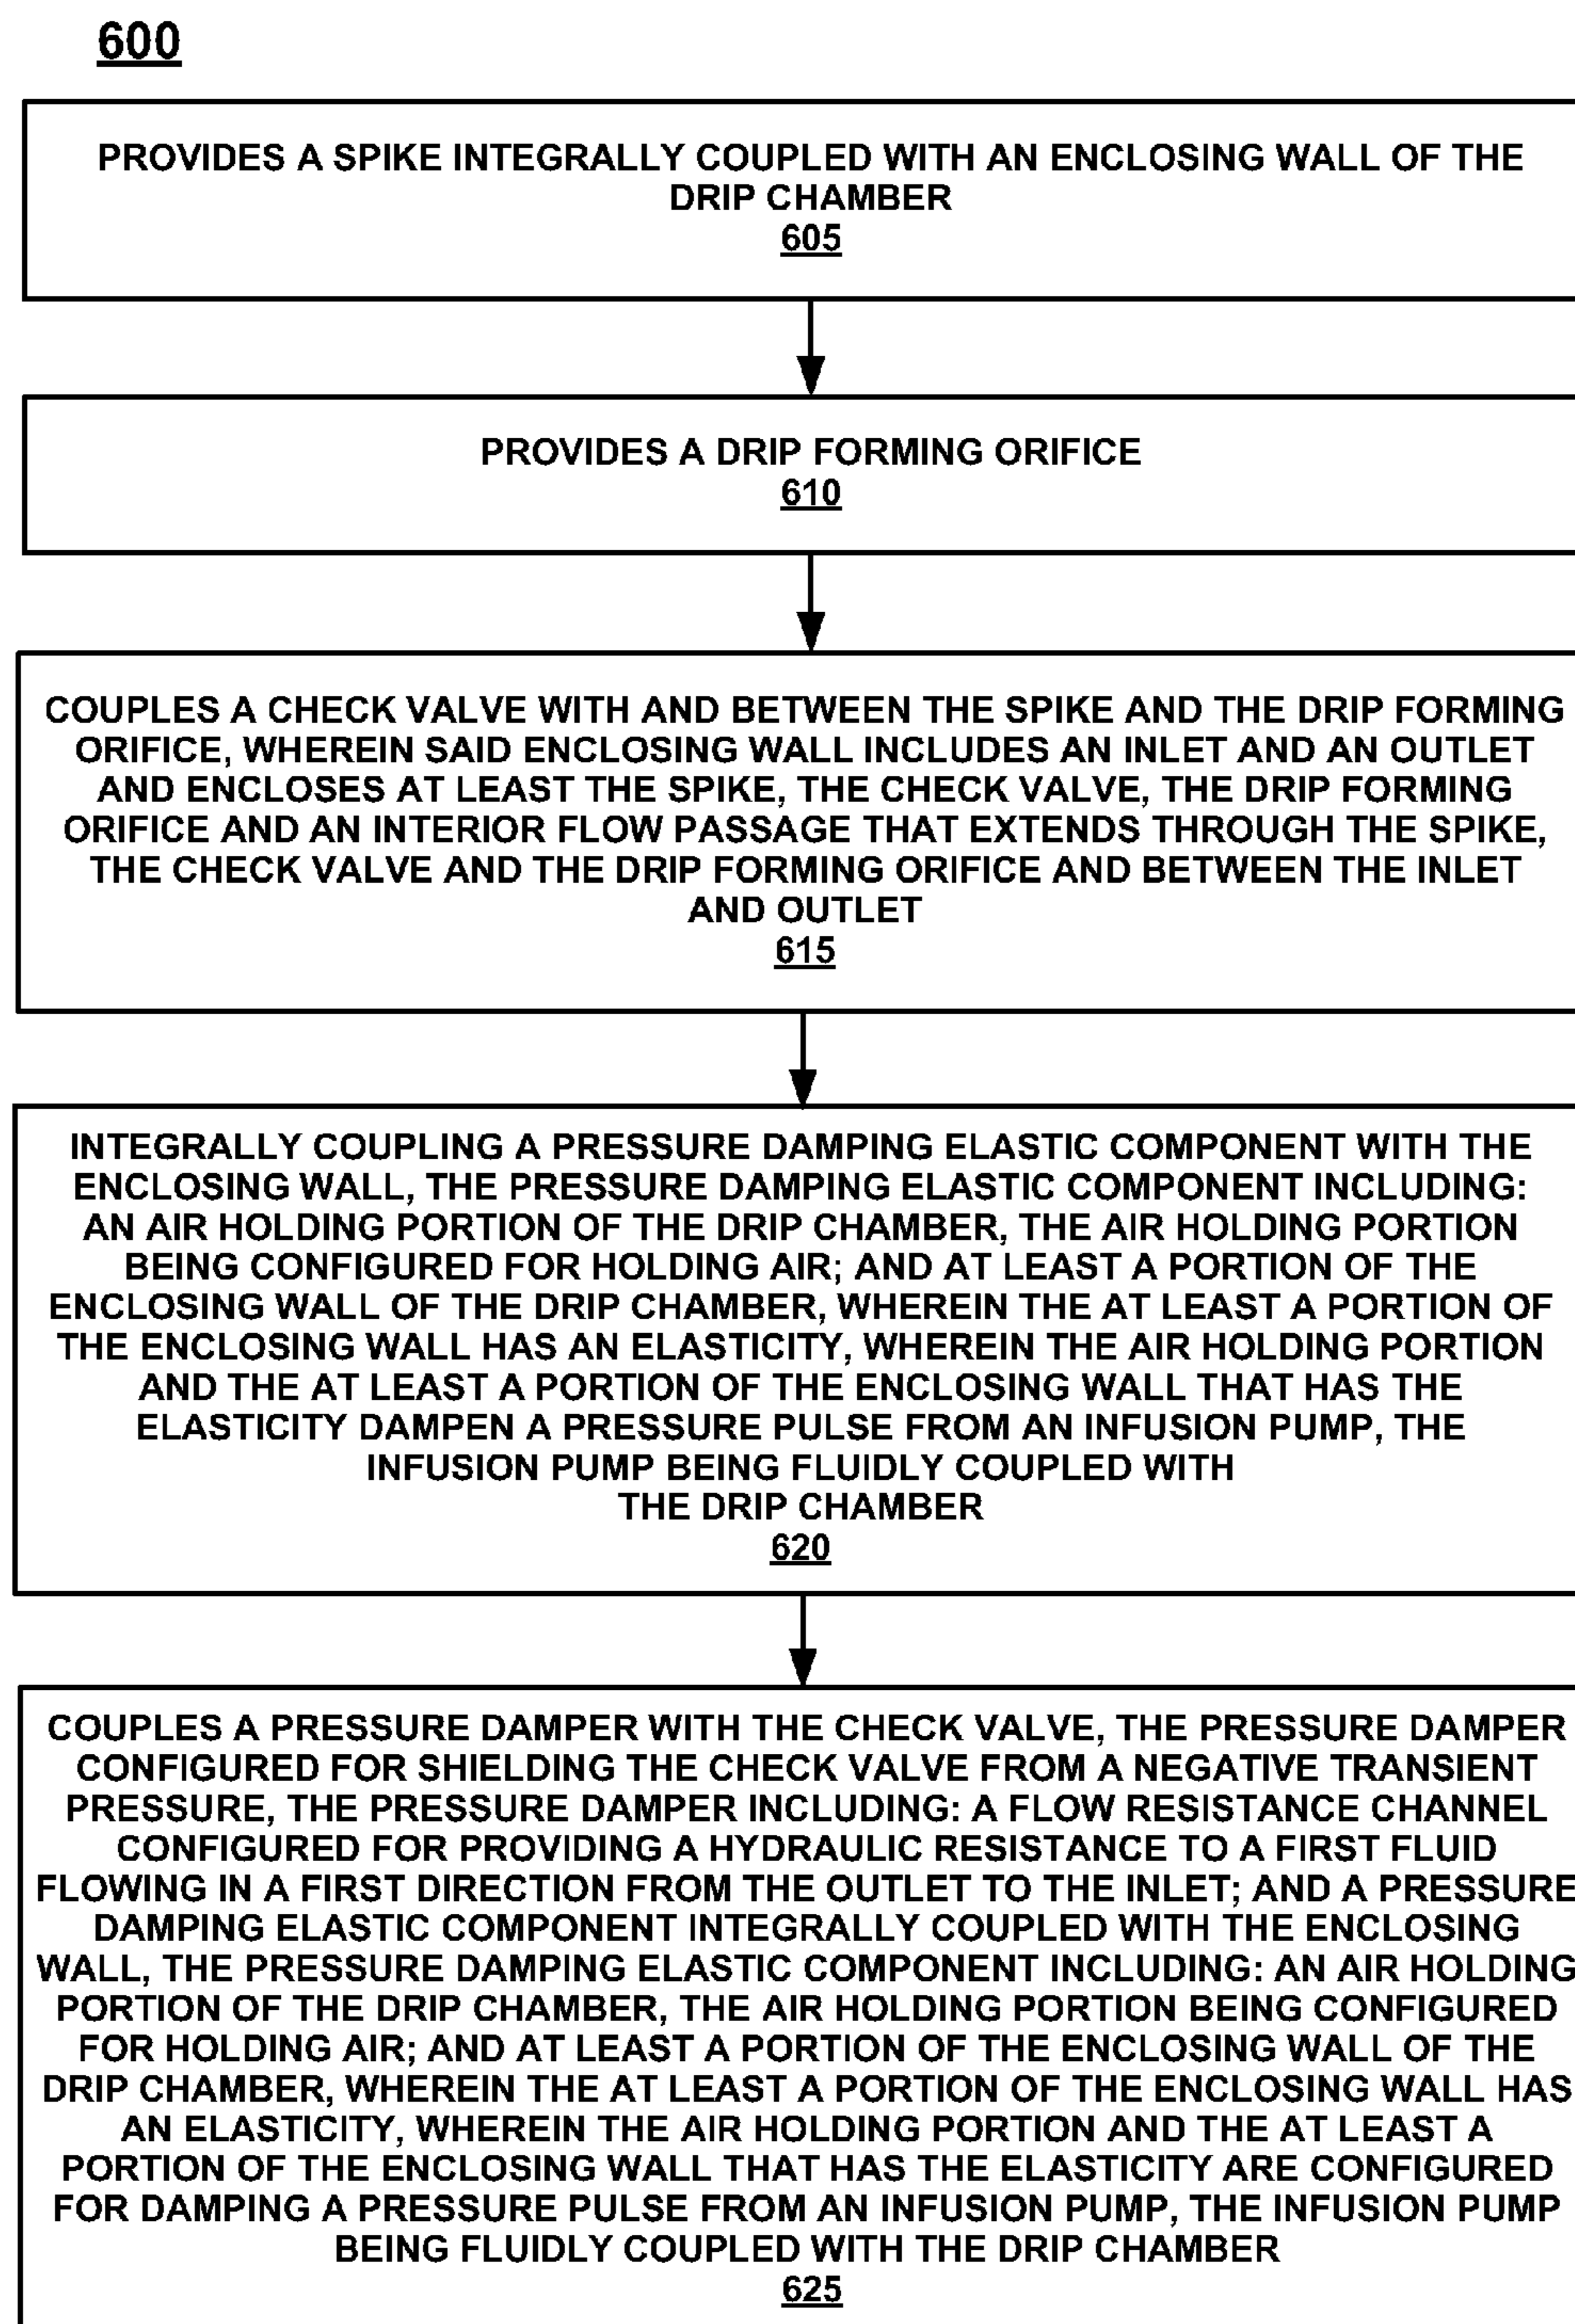 600
PROVIDES A SPIKE INTEGRALLY COUPLED WITH AN ENCLOSING WALL OF THE
DRIP CHAMBER
605
PROVIDES A DRIP FORMING ORIFICE
610
COUPLES A CHECK VALVE WITH AND BETWEEN THE SPIKE AND THE DRIP FORMING
ORIFICE, WHEREIN SAID ENCLOSING WALL INCLUDES AN INLET AND AN OUTLET
AND ENCLOSES AT LEAST THE SPIKE, THE CHECK VALVE, THE DRIP FORMING
ORIFICE AND AN INTERIOR FLOW PASSAGE THAT EXTENDS THROUGH THE SPIKE,
THE CHECK VALVE AND THE DRIP FORMING ORIFICE AND BETWEEN THE INLET
AND OUTLET
615
INTEGRALLY COUPLING A PRESSURE DAMPING ELASTIC COMPONENT WITH THE
ENCLOSING WALL, THE PRESSURE DAMPING ELASTIC COMPONENT INCLUDING:
AN AIR HOLDING PORTION OF THE DRIP CHAMBER, THE AIR HOLDING PORTION
BEING CONFIGURED FOR HOLDING AIR; AND AT LEAST A PORTION OF THE
ENCLOSING WALL OF THE DRIP CHAMBER, WHEREIN THE AT LEAST A PORTION OF
THE ENCLOSING WALL HAS AN ELASTICITY, WHEREIN THE AIR HOLDING PORTION
AND THE AT LEAST A PORTION OF THE ENCLOSING WALL THAT HAS THE
ELASTICITY DAMPEN A PRESSURE PULSE FROM AN INFUSION PUMP, THE
INFUSION PUMP BEING FLUIDLY COUPLED WITH
THE DRIP CHAMBER
620
COUPLES A PRESSURE DAMPER WITH THE CHECK VALVE, THE PRESSURE DAMPER
CONFIGURED FOR SHIELDING THE CHECK VALVE FROM A NEGATIVE TRANSIENT
PRESSURE, THE PRESSURE DAMPER INCLUDING: A FLOW RESISTANCE CHANNEL
CONFIGURED FOR PROVIDING A HYDRAULIC RESISTANCE TO A FIRST FLUID
FLOWING IN A FIRST DIRECTION FROM THE OUTLET TO THE INLET; AND A PRESSURE
DAMPING ELASTIC COMPONENT INTEGRALLY COUPLED WITH THE ENCLOSING
WALL, THE PRESSURE DAMPING ELASTIC COMPONENT INCLUDING: AN AIR HOLDING
PORTION OF THE DRIP CHAMBER, THE AIR HOLDING PORTION BEING CONFIGURED
FOR HOLDING AIR; AND AT LEAST A PORTION OF THE ENCLOSING WALL OF THE
DRIP CHAMBER, WHEREIN THE AT LEAST A PORTION OF THE ENCLOSING WALL HAS
AN ELASTICITY, WHEREIN THE AIR HOLDING PORTION AND THE AT LEAST A
PORTION OF THE ENCLOSING WALL THAT HAS THE ELASTICITY ARE CONFIGURED
FOR DAMPING A PRESSURE PULSE FROM AN INFUSION PUMP, THE INFUSION PUMP
BEING FLUIDLY COUPLED WITH THE DRIP CHAMBER
625